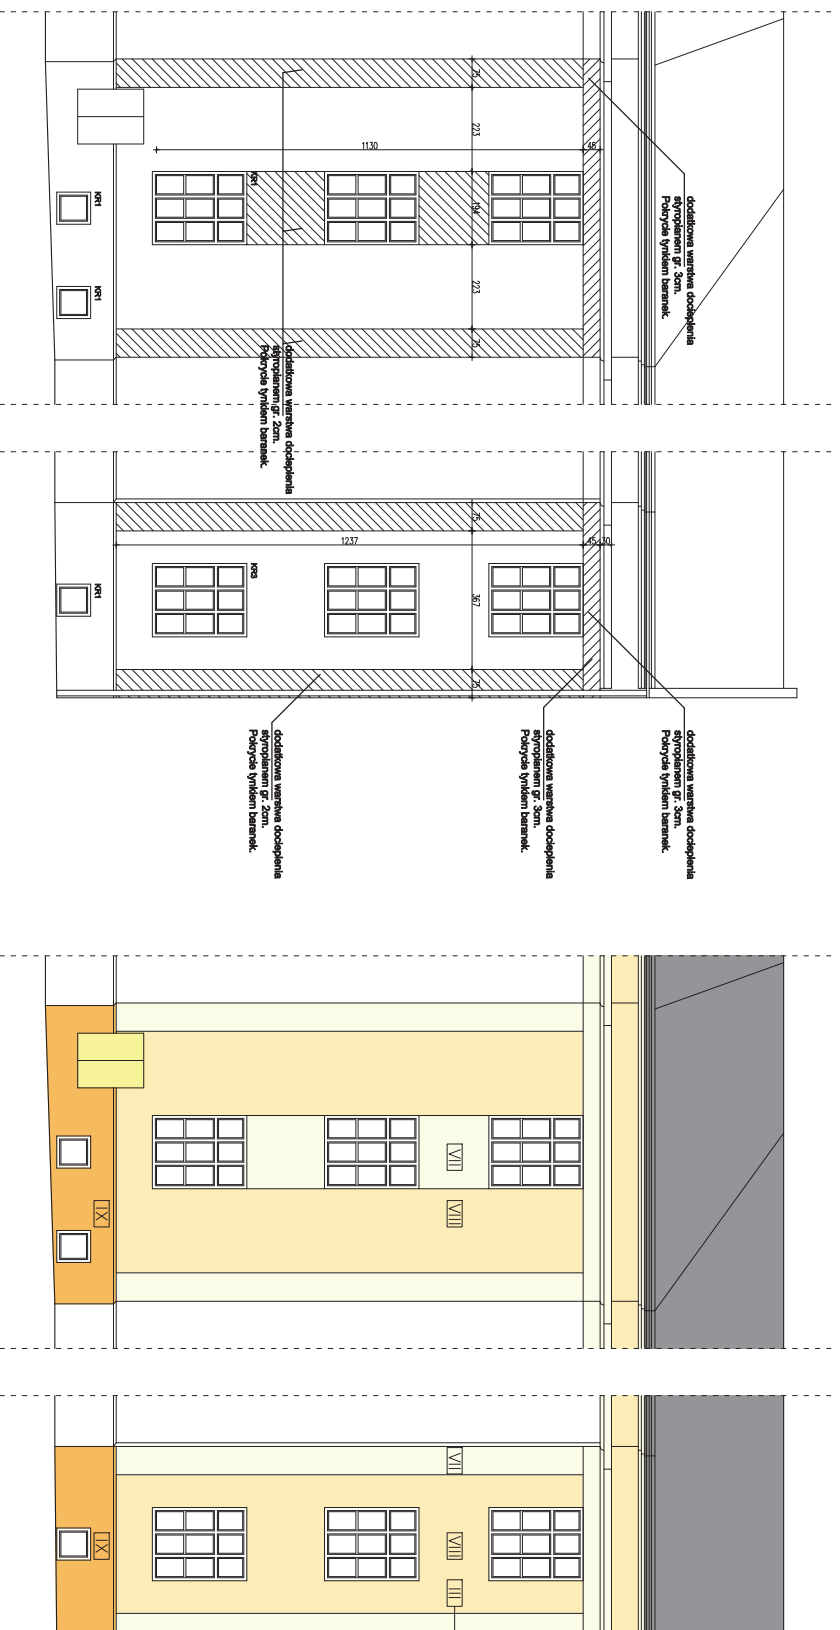 75
223
1130
45
dodatkowa warstwa docieplenia
styropianem gr. 3cm.
Pokrycie tynkiem baranek.
KR1
194
KR1
KR1
223
75
dodatkowa warstwa docieplenia
styropianem gr. 2cm.
Pokrycie tynkiem baranek.
75
1237
45
30
KR3
KR1
367
75
dodatkowa warstwa docieplenia
styropianem gr. 2cm.
Pokrycie tynkiem baranek.
dodatkowa warstwa docieplenia
styropianem gr. 3cm.
Pokrycie tynkiem baranek.
dodatkowa warstwa docieplenia
styropianem gr. 3cm.
Pokrycie tynkiem baranek.
VII
VIII
IX
VII
VIII
IX
III